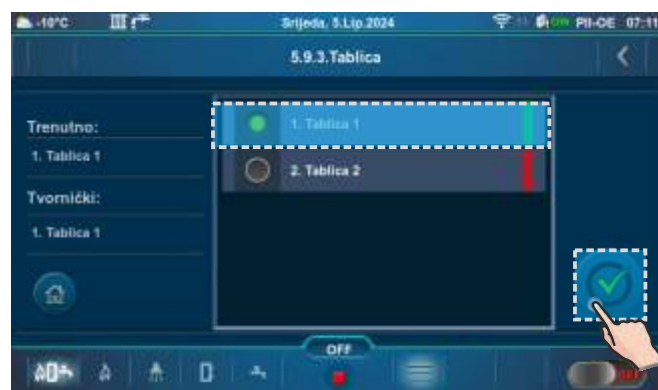 -10°C Srijeda, 5.Lip.2024 PII-OE 07:11
5.9.3.Tablica
Trenutno:
1. Tablica 1
Tvornički:
1. Tablica 1
1. Tablica 1
2. Tablica 2
OFF
OFF